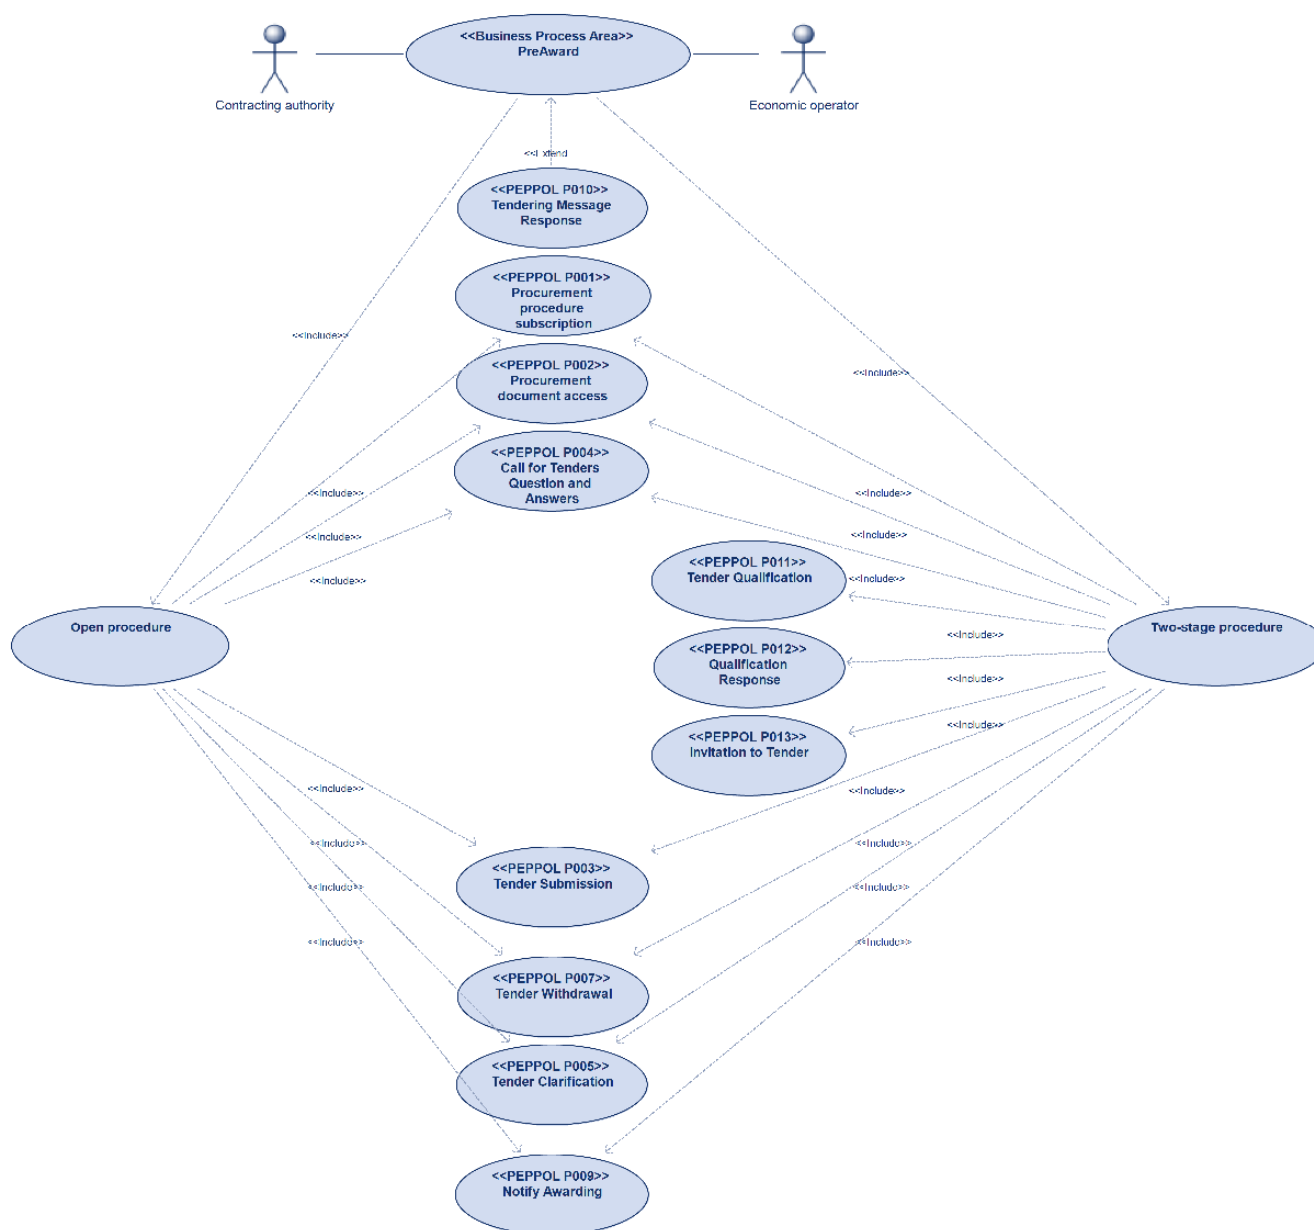 <<Business Process Area>>
PreAward
Contracting authority
Economic operator
<<Extend
<<PEPPOL P010>>
Tendering Message
Response
<<PEPPOL P001>>
Procurement
procedure
subscription
<<Include>>
<<PEPPOL P002>>
Procurement
document access
<<Include>>
<<PEPPOL P004>>
Call for Tenders
Question and
Answers
<<Include>>
<<Include>>
<<Include>>
<<Include>>
<<PEPPOL P011>>
Tender Qualification
<<Include>>
<<Include>>
Open procedure
Two-stage procedure
<<Include>>
<<PEPPOL P012>>
Qualification
Response
<<Include>>
<<Include>>
<<PEPPOL P013>>
Invitation to Tender
<<Include>>
<<Include>>
<<Include>>
<<Include>>
<<PEPPOL P003>>
Tender Submission
<<Include>>
<<Include>>
<<Include>>
<<Include>>
<<PEPPOL P007>>
Tender Withdrawal
<<PEPPOL P005>>
Tender Clarification
<<PEPPOL P009>>
Notify Awarding